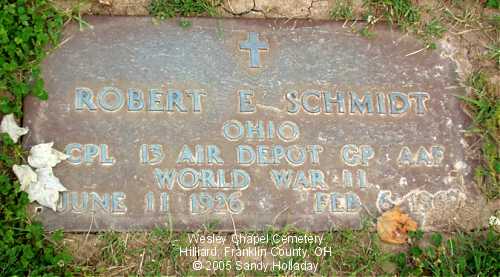 ROBERT E SCHMIDT
OHIO
CPL 13 AIR DEPOT GP AAF
WORLD WAR II
JUNE 11 1926 FEB 6
Wesley Chapel Cemetery
Hilliard, Franklin County, OH
© 2005 Sandy Holladay